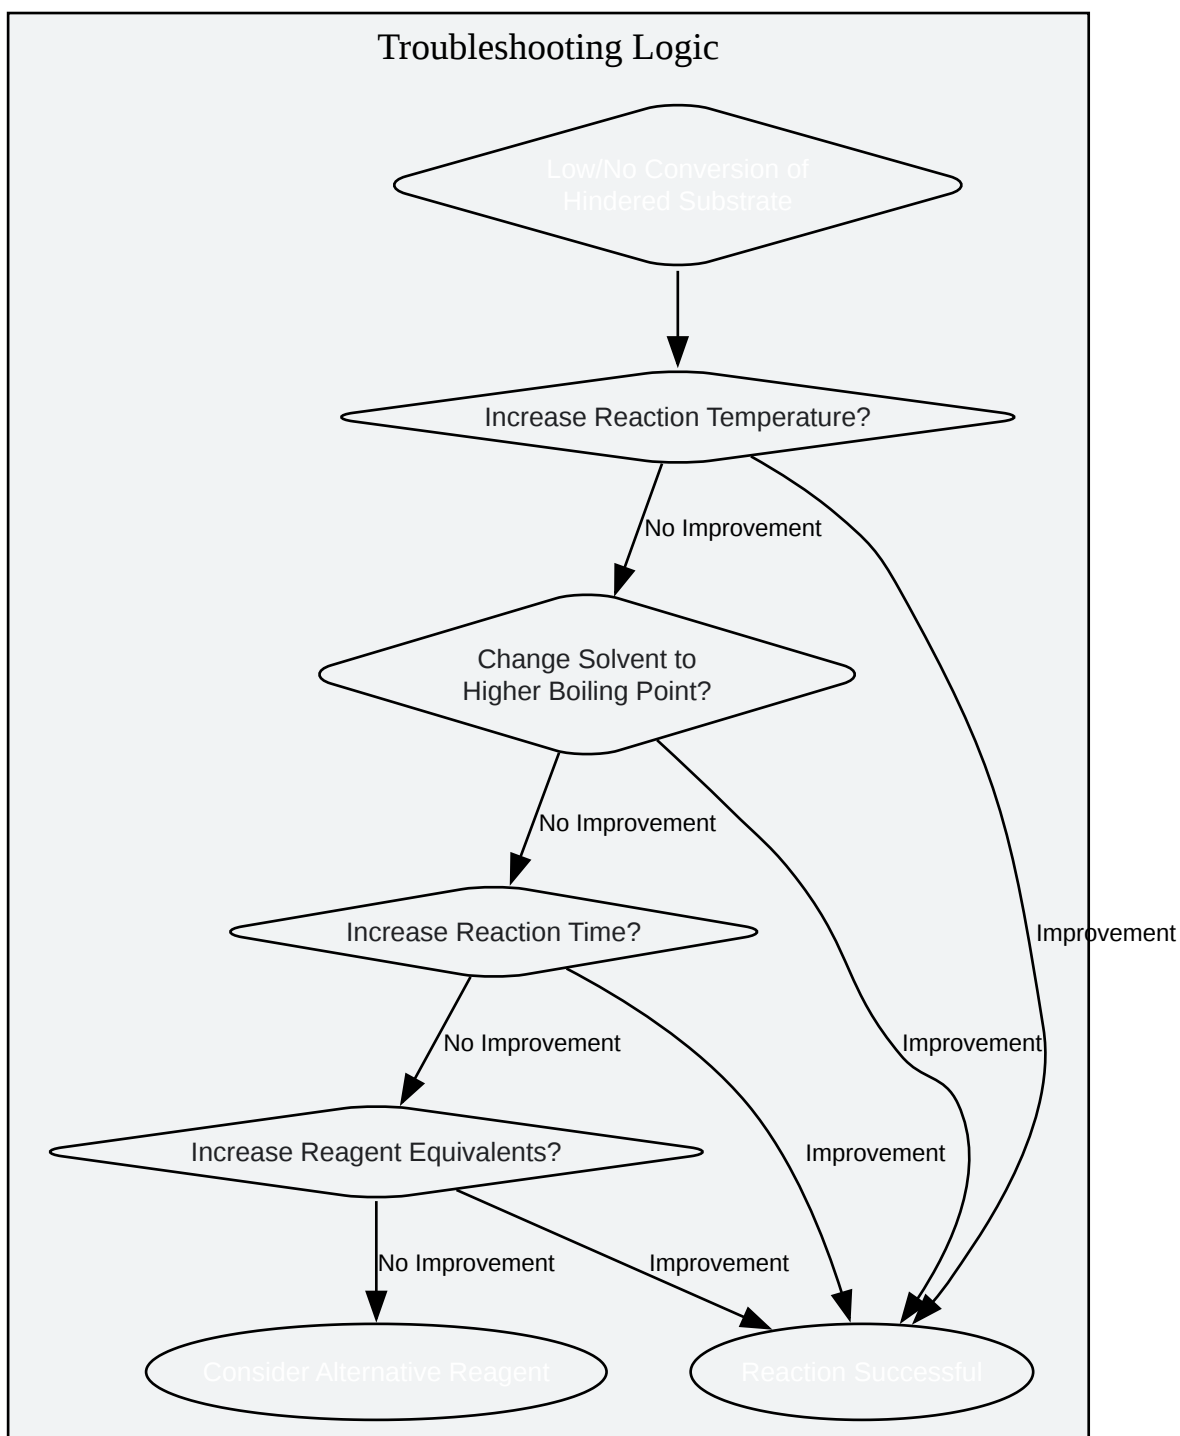 Troubleshooting Logic
Low/No Conversion of
Hindered Substrate
Increase Reaction Temperature?
No Improvement
Change Solvent to
Higher Boiling Point?
No Improvement
Increase Reaction Time?
Improvement
No Improvement
Improvement
Increase Reagent Equivalents?
Improvement
No Improvement
Improvement
Consider Alternative Reagent
Reaction Successful